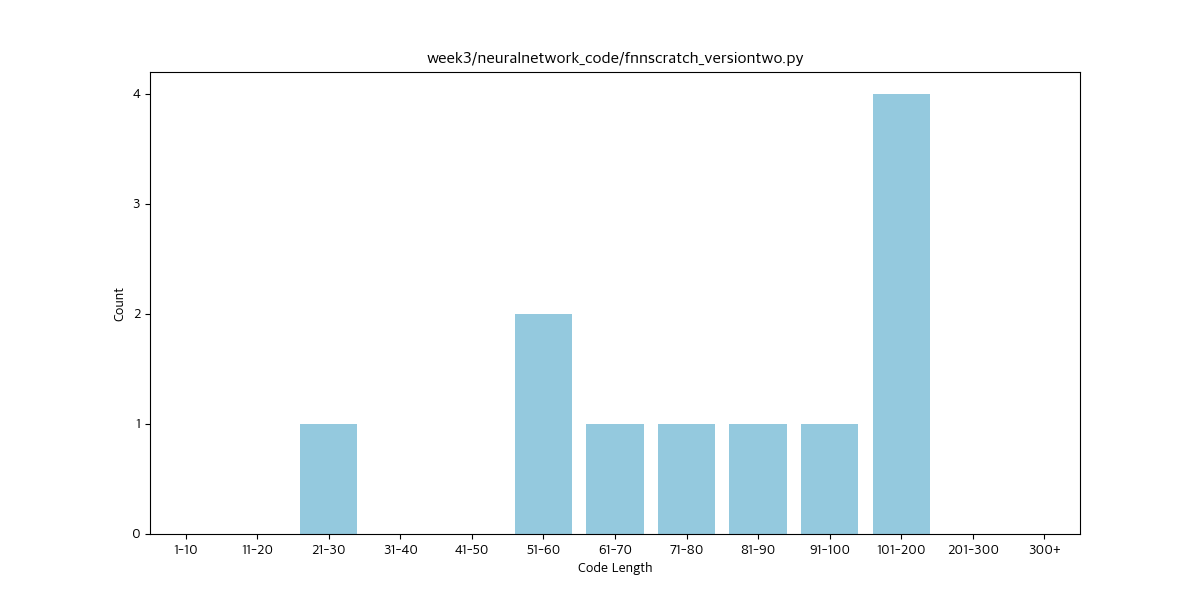 week3/neuralnetwork_code/fnnscratch_versiontwo.py
4
3
2
1
0
Count
1-10 11-20 21-30 31-40 41-50 51-60 61-70 71-80 81-90 91-100 101-200 201-300 300+
Code Length